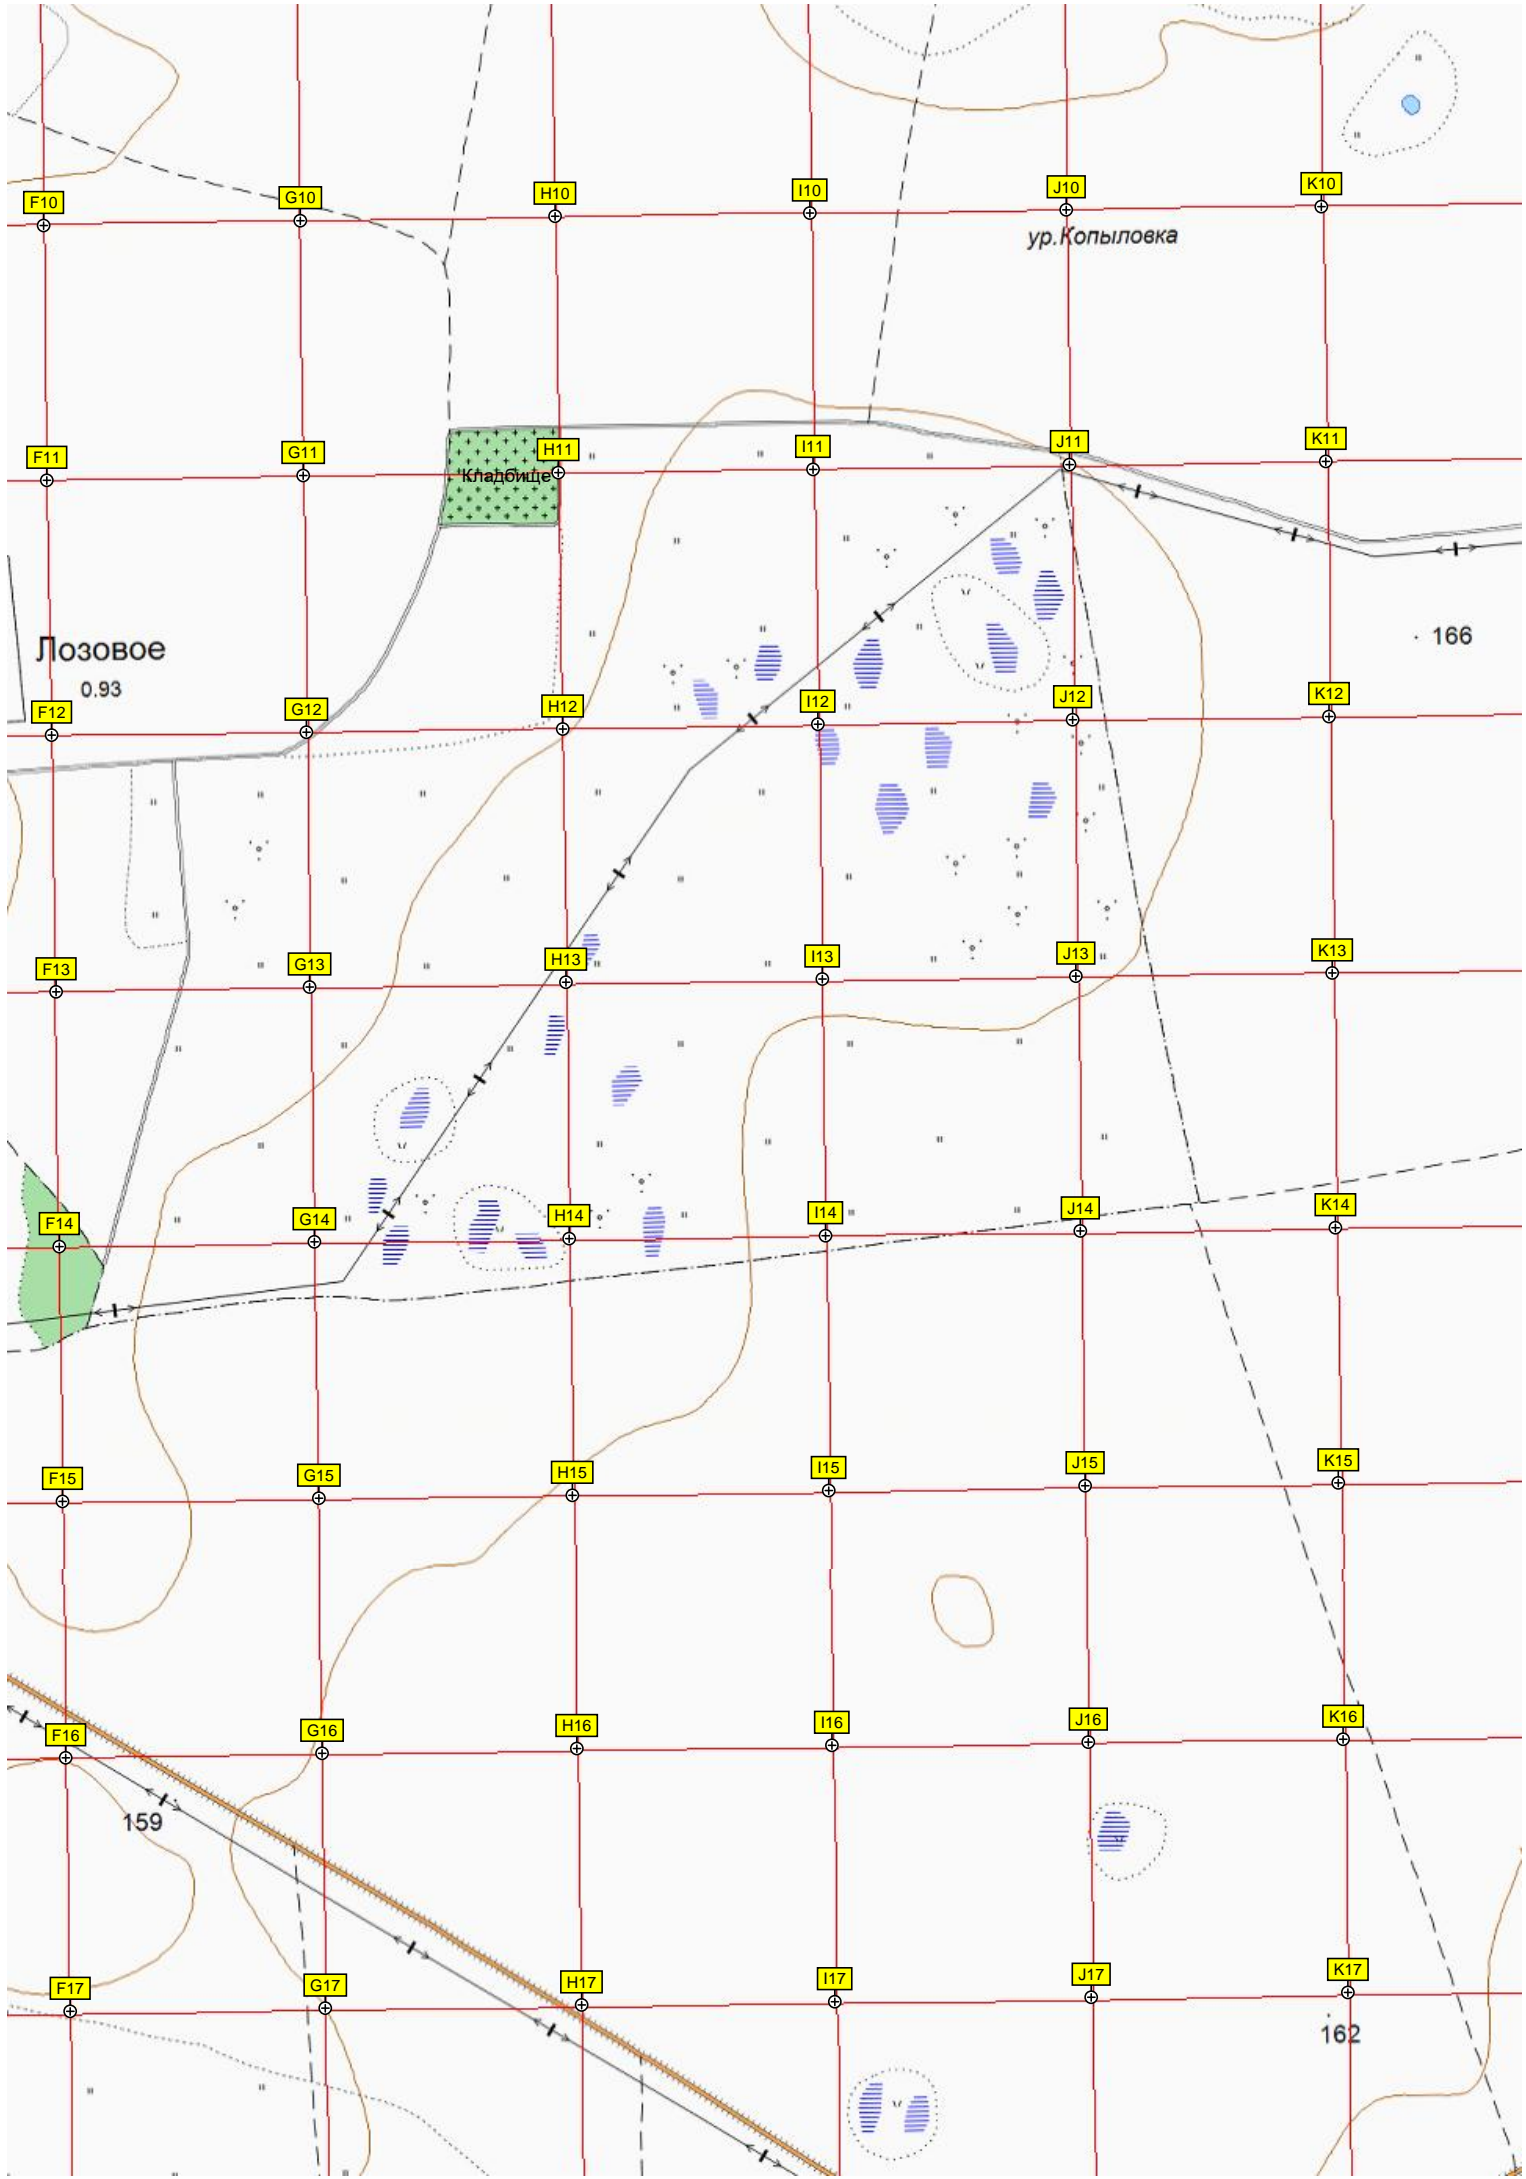 F10 G10 H10 I10 J10 K10
ур.Копыловка
F11 G11 H11 I11 J11 K11
Кладбище
Лозовое
0.93
166
F12 G12 H12 I12 J12 K12
F13 G13 H13 I13 J13 K13
F14 G14 H14 I14 J14 K14
F15 G15 H15 I15 J15 K15
F16 G16 H16 I16 J16 K16
159
F17 G17 H17 I17 J17 K17
162